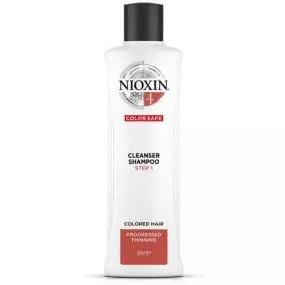 NIOXIN
4
COLOR SAFE
CLEANSER
SHAMPOO
STEP 1
COLORED HAIR
PROGRESSED
THINNING